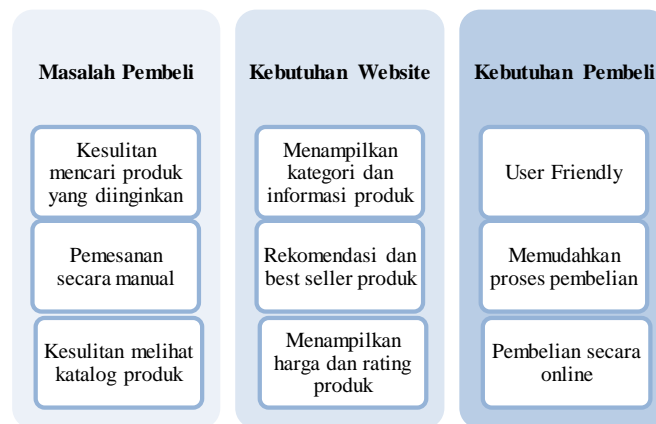 Masalah Pembeli
Kesulitan
mencari produk
yang diinginkan
Pemesanan
secara manual
Kesulitan melihat
katalog produk
Kebutuhan Website
Menampilkan
kategori dan
informasi produk
Rekomendasi dan
best seller produk
Menampilkan
harga dan rating
produk
Kebutuhan Pembeli
User Friendly
Memudahkan
proses pembelian
Pembelian secara
online